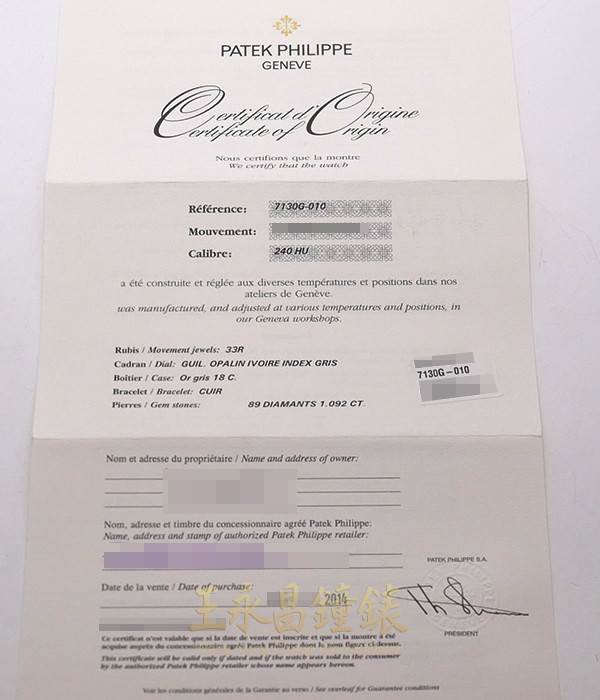 PATEK PHILIPPE
GENEVE
Certificat d'Origine
Certificate of Origin
Nous certifions que la montre
We certify that the watch
Référence: 7130G-010
Mouvement:
Calibre: 240 HU
a été construite et réglée aux diverses températures et positions dans nos
ateliers de Genève.
was manufactured, and adjusted at various temperatures and positions, in
our Geneva workshops.
Rubis / Movement jewels: 33R
Cadran / Dial: GUIL. OPALIN IVOIRE INDEX GRIS
Boîtier / Case: Or gris 18 C.
Bracelet / Bracelet: CUIR
Pierres / Gem stones: 89 DIAMANTS 1.092 CT.
7130G-010
Nom et adresse du propriétaire / Name and address of owner:
Nom, adresse et timbre du concessionnaire agréé Patek Philippe:
Name, address and stamp of authorized Patek Philippe retailer:
PATEK PHILIPPE S.A.
Date de la vente / Date of purchase:
2014
王永昌鐘錶
PRÉSIDENT
Ce certificat n'est valable que si la date de vente est inscrite et que si la montre a été
acquise auprès du concessionnaire agréé Patek Philippe dont le nom figure ci-dessus.
This certificate will be valid only if dated and if the watch was sold to the consumer
by the authorized Patek Philippe retailer whose name appears hereon.
Voir les conditions générales de la Garantie au verso / See overleaf for Guarantee conditions